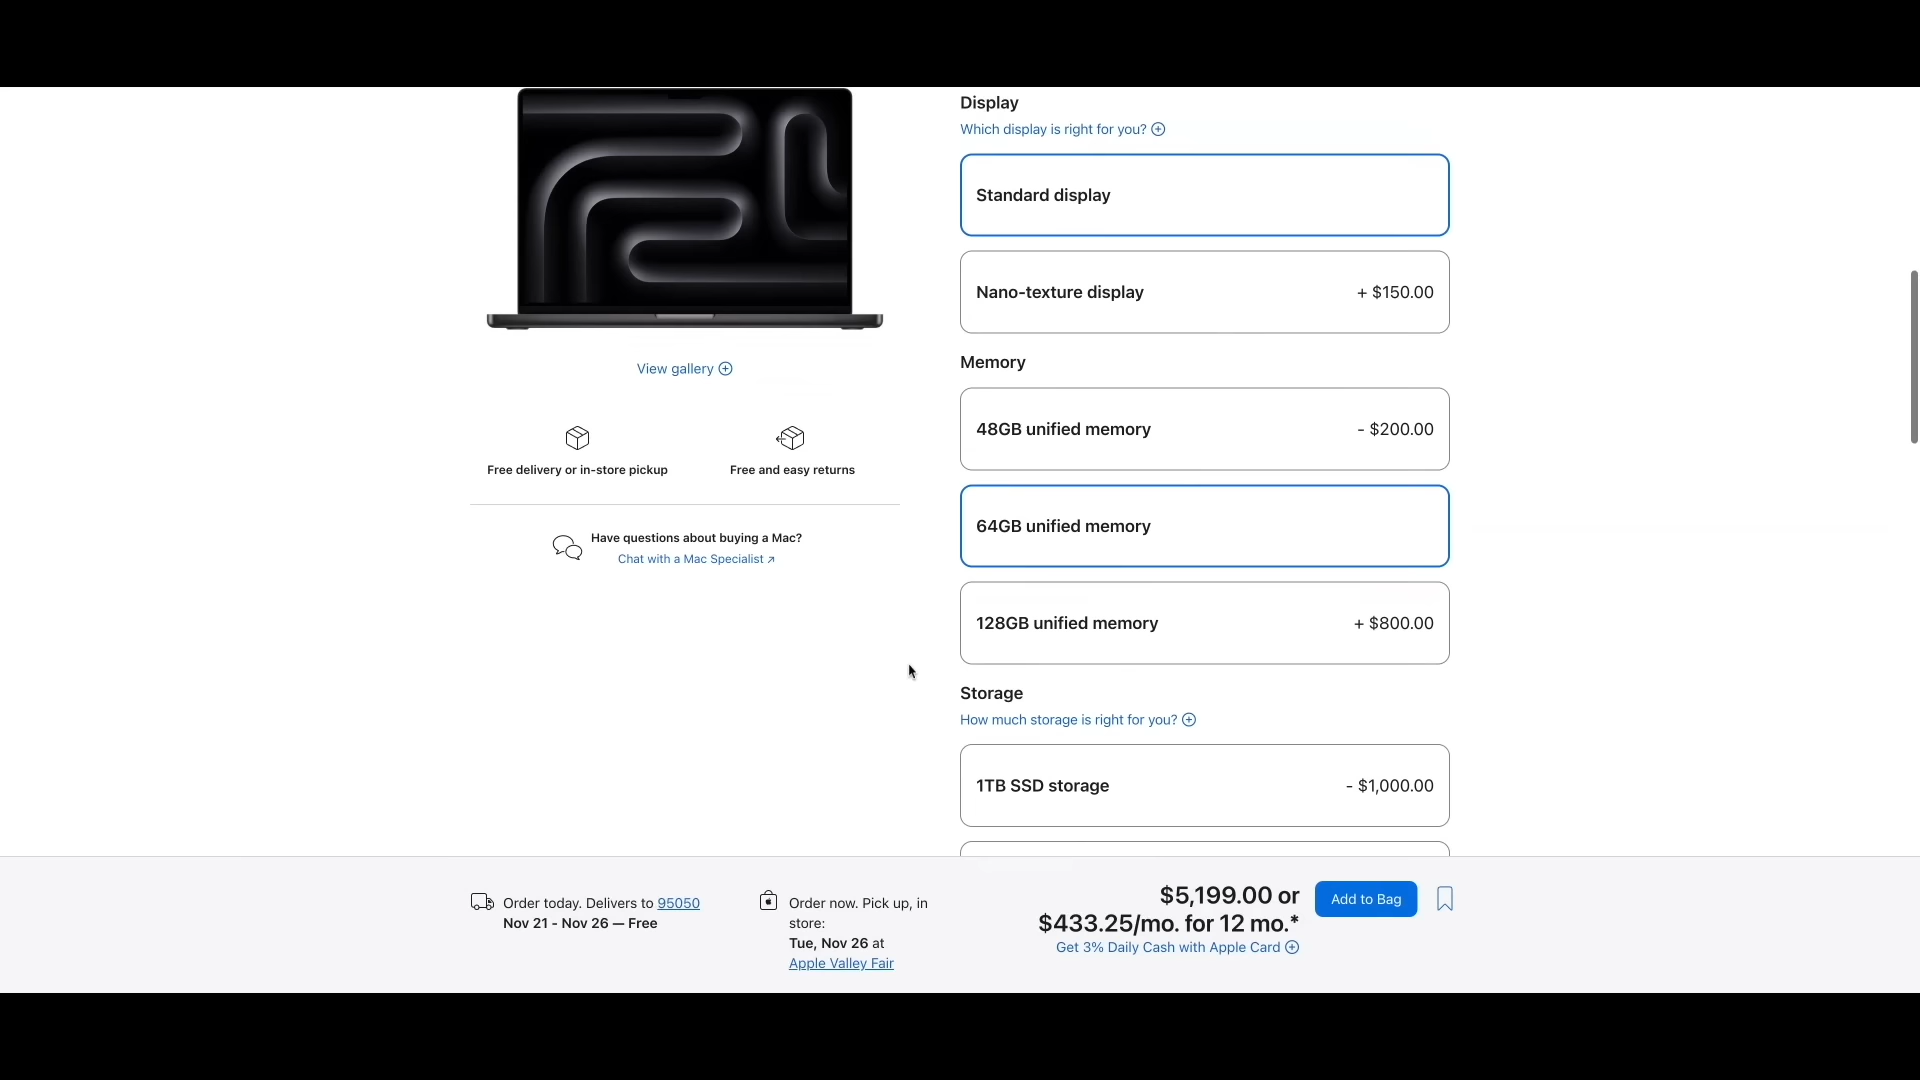 Display
Which display is right for you?
Standard display
Nano-texture display + $150.00
Memory
48GB unified memory - $200.00
64GB unified memory
128GB unified memory + $800.00
Storage
How much storage is right for you?
1TB SSD storage - $1,000.00
View gallery
Free delivery or in-store pickup
Free and easy returns
Have questions about buying a Mac?
Chat with a Mac Specialist ↗
Order today. Delivers to 95050
Nov 21 - Nov 26 — Free
Order now. Pick up, in
store:
Tue, Nov 26 at
Apple Valley Fair
$5,199.00 or
$433.25/mo. for 12 mo.*
Get 3% Daily Cash with Apple Card
Add to Bag